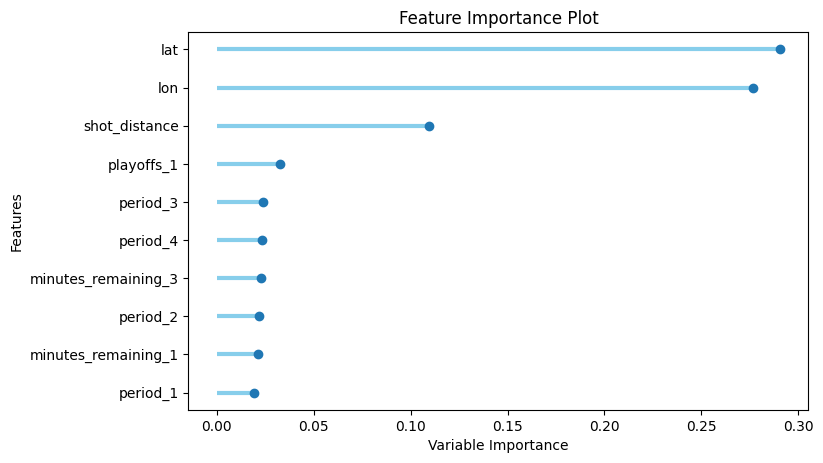 Feature Importance Plot
Features
lat
lon
shot_distance
playoffs_1
period_3
period_4
minutes_remaining_3
period_2
minutes_remaining_1
period_1
0.00 0.05 0.10 0.15 0.20 0.25 0.30
Variable Importance